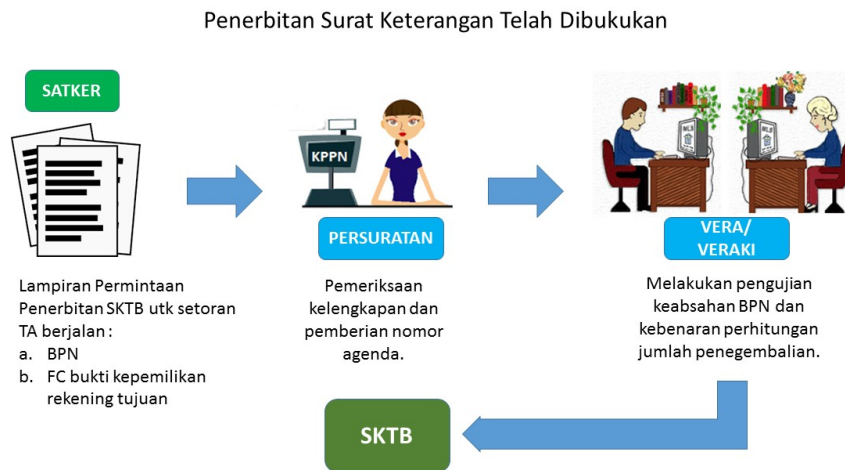 Penerbitan Surat Keterangan Telah Dibukukan
SATKER
Lampiran Permintaan
Penerbitan SKTB utk setoran
TA berjalan :
a. BPN
b. FC bukti kepemilikan
rekening tujuan
KPPN
PERSURATAN
Pemeriksaan
kelengkapan dan
pemberian nomor
agenda.
VERA/
VERAKI
Melakukan pengujian
keabsahan BPN dan
kebenaran perhitungan
jumlah penegembalian.
SKTB